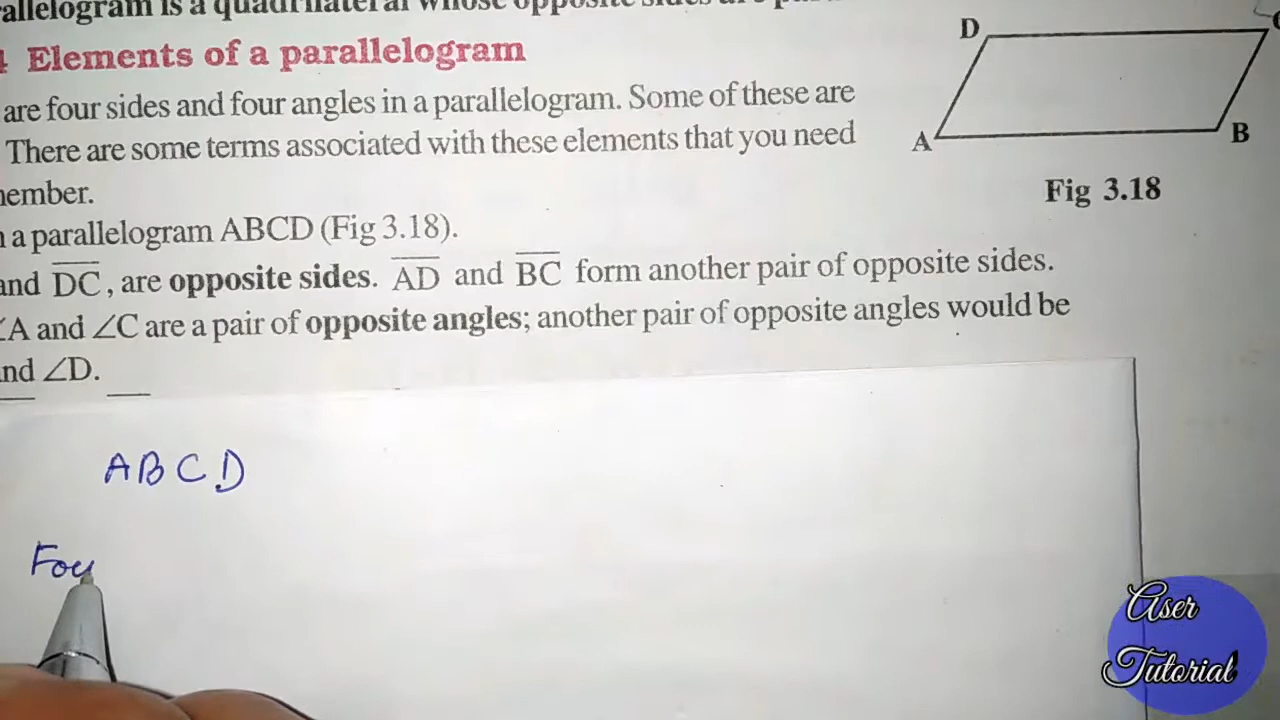 allelogram is a quadrilateral whose opposite sides are
4 Elements of a parallelogram
are four sides and four angles in a parallelogram. Some of these are
There are some terms associated with these elements that you need
member.
a parallelogram ABCD (Fig 3.18).
and DC, are opposite sides. AD and BC form another pair of opposite sides.
∠A and ∠C are a pair of opposite angles; another pair of opposite angles would be
nd ∠D.
D
A
B
Fig 3.18
A B C D
Fou
Aser
Tutorial